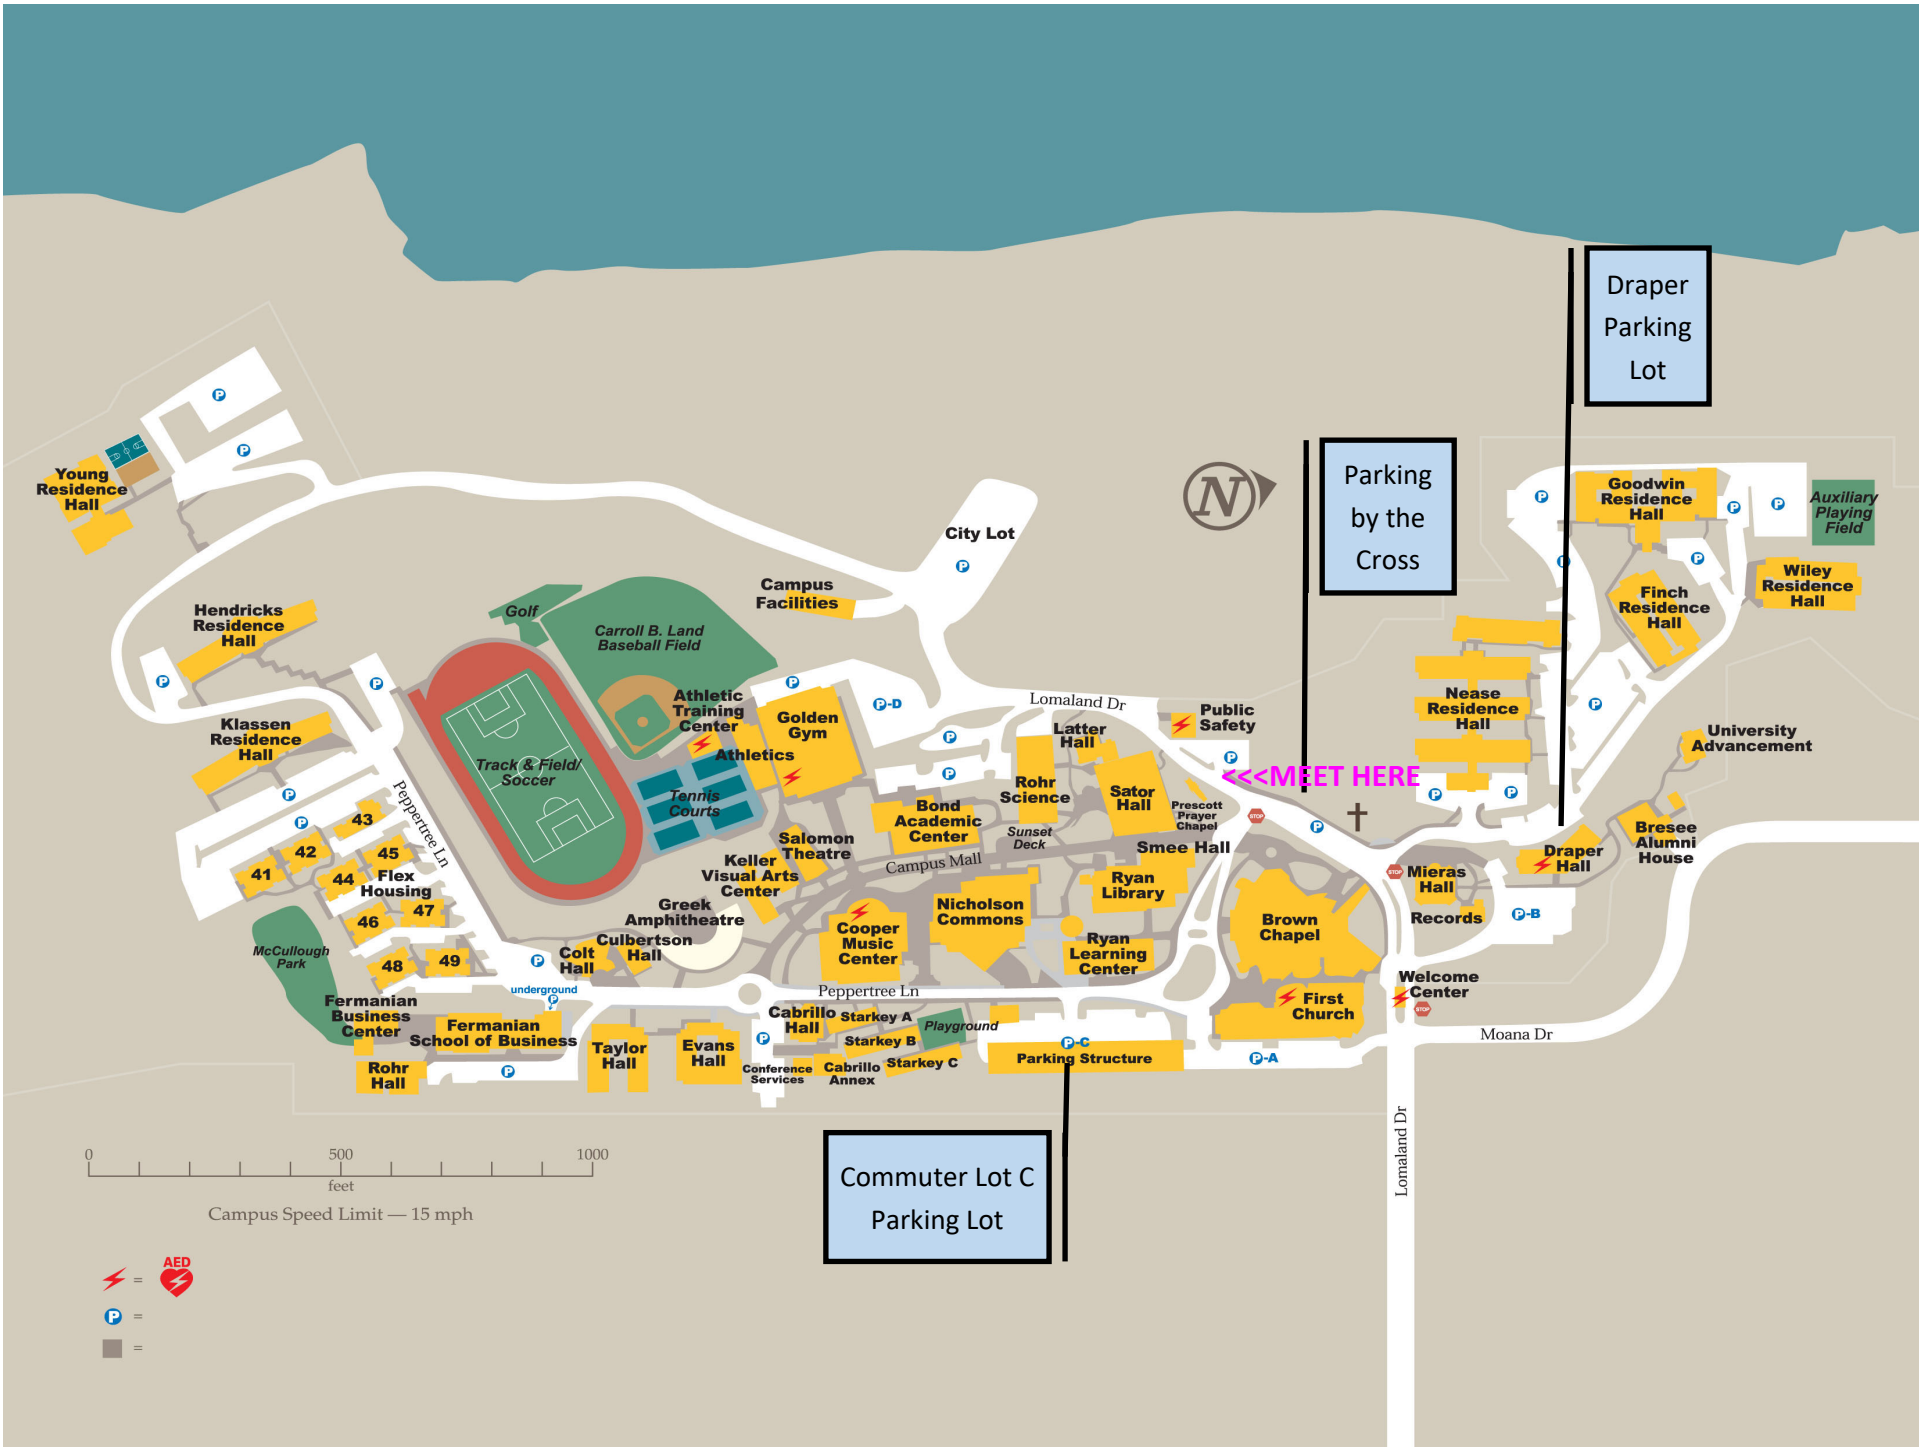 Draper
Parking
Lot
Parking
by the
Cross
N
P
P
Young
Residence
Hall
City Lot
P
Campus
Facilities
P
Goodwin
Residence
Hall
P
P
Auxiliary
Playing
Field
P
P
Wiley
Residence
Hall
Finch
Residence
Hall
Hendricks
Residence
Hall
P
P
Golf
Carroll B. Land
Baseball Field
Klassen
Residence
Hall
P
P
Peppertree Ln
Track & Field/
Soccer
Athletic
Training
Center
Athletics
Tennis
Courts
P
Golden
Gym
P-D
P
P
Lomaland Dr
Latter
Hall
Public
Safety
P
<<<MEET HERE
Rohr
Science
Sator
Hall
Prescott
Prayer
Chapel
STOP
P
Nease
Residence
Hall
P
P
P
University
Advancement
Bresee
Alumni
House
Draper
Hall
43
42
41
45
44
Flex
Housing
46
47
48
49
McCullough
Park
Salomon
Theatre
Keller
Visual Arts
Center
Bond
Academic
Center
Sunset
Deck
Campus Mall
Smee Hall
Ryan
Library
Greek
Amphitheatre
Culbertson
Hall
Colt
Hall
Cooper
Music
Center
Nicholson
Commons
Ryan
Learning
Center
Brown
Chapel
STOP
Mieras
Hall
Records
P-B
Welcome
Center
STOP
First
Church
P
underground
P
Fermanian
Business
Center
Fermanian
School of Business
Rohr
Hall
P
Taylor
Hall
Evans
Hall
P
Peppertree Ln
Cabrillo
Hall
Starkey A
Starkey B
Starkey C
Playground
Conference
Services
Cabrillo
Annex
P-C
Parking Structure
P-A
Moana Dr
Lomaland Dr
Commuter Lot C
Parking Lot
0 500 1000
feet
Campus Speed Limit — 15 mph
= AED
P =
=